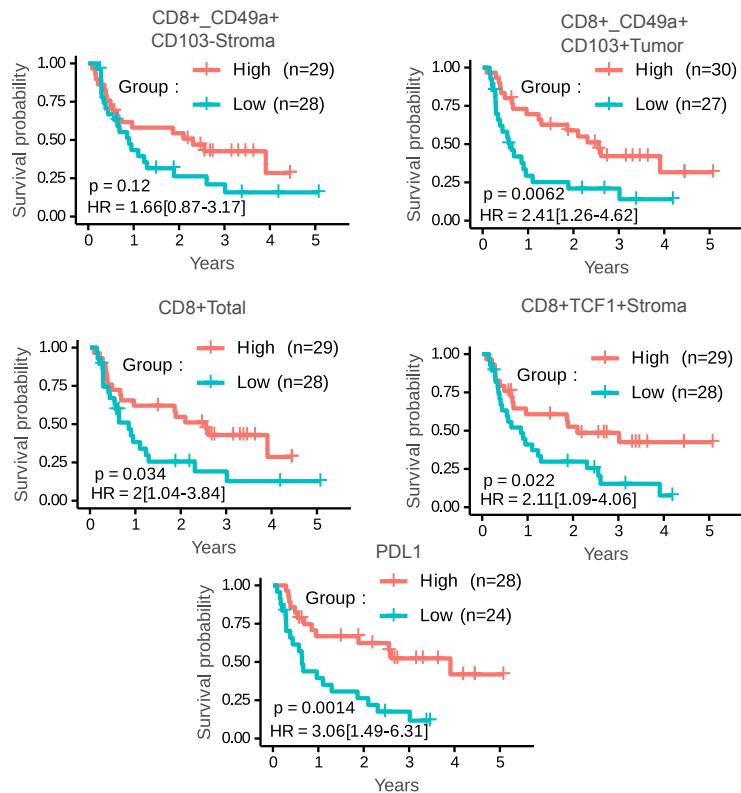 CD8+_CD49a+
CD103-Stroma
Survival probability
1.00
0.75
0.50
0.25
0.00
Group :
High (n=29)
Low (n=28)
p = 0.12
HR = 1.66[0.87-3.17]
0 1 2 3 4 5
Years
CD8+_CD49a+
CD103+Tumor
Survival probability
1.00
0.75
0.50
0.25
0.00
Group :
High (n=30)
Low (n=27)
p = 0.0062
HR = 2.41[1.26-4.62]
0 1 2 3 4 5
Years
CD8+Total
Survival probability
1.00
0.75
0.50
0.25
0.00
Group :
High (n=29)
Low (n=28)
p = 0.034
HR = 2[1.04-3.84]
0 1 2 3 4 5
Years
CD8+TCF1+Stroma
Survival probability
1.00
0.75
0.50
0.25
0.00
Group :
High (n=29)
Low (n=28)
p = 0.022
HR = 2.11[1.09-4.06]
0 1 2 3 4 5
Years
PDL1
Survival probability
1.00
0.75
0.50
0.25
0.00
Group :
High (n=28)
Low (n=24)
p = 0.0014
HR = 3.06[1.49-6.31]
0 1 2 3 4 5
Years